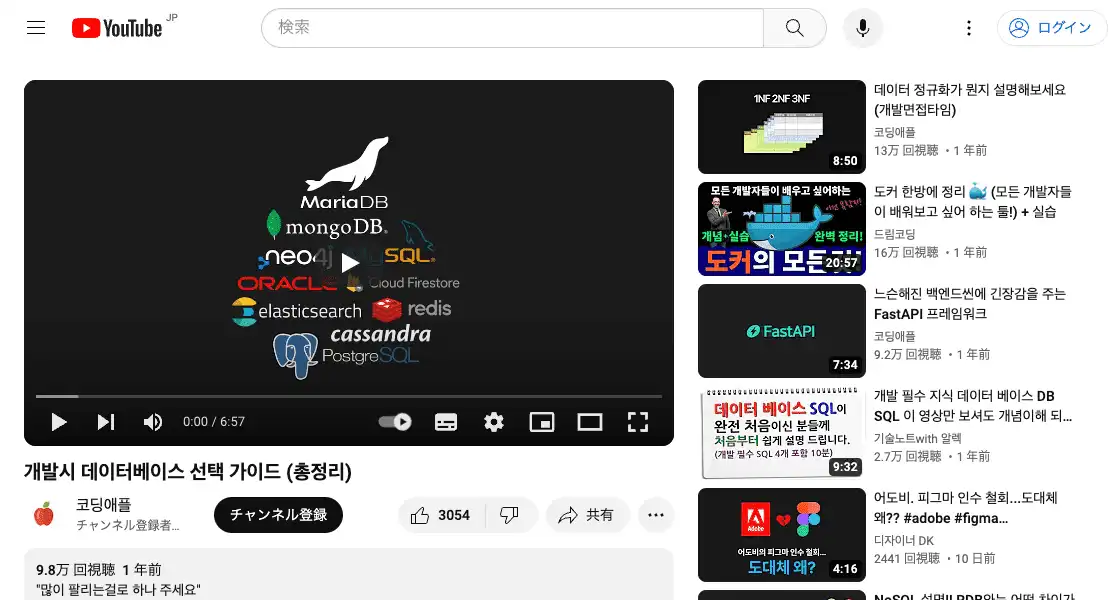 YouTube JP
検索
ログイン
MariaDB
mongoDB.
neo4j MySQL.
ORACLE Cloud Firestore
elasticsearch redis
cassandra
PostgreSQL
0:00 / 6:57
개발시 데이터베이스 선택 가이드 (총정리)
코딩애플
チャンネル登録者...
チャンネル登録
3054
共有
9.8万 回視聴 1 年前
"많이 팔리는걸로 하나 주세요"
1NF 2NF 3NF
8:50
데이터 정규화가 뭔지 설명해보세요
(개발면접타임)
코딩애플
13万 回視聴 ・1 年前
모든 개발자들이 배우고 싶어하는
개념+실습
완벽 정리!
도커의 모든것!
20:57
도커 한방에 정리 🐳 (모든 개발자들
이 배워보고 싶어 하는 툴!) + 실습
드림코딩
16万 回視聴 ・1 年前
FastAPI
7:34
느슨해진 백엔드씬에 긴장감을 주는
FastAPI 프레임워크
코딩애플
9.2万 回視聴 ・1 年前
데이터 베이스 SQL이
완전 처음이신 분들께
처음부터 쉽게 설명 드립니다.
(개발 필수 SQL 4개 포함 10분)
9:32
개발 필수 지식 데이터 베이스 DB
SQL 이 영상만 보셔도 개념이해 되...
기술노트with 알렉
2.7万 回視聴 ・1 年前
Adobe
어도비의 피그마 인수 철회...
도대체 왜?
4:16
어도비. 피그마 인수 철회...도대체
왜?? #adobe #figma...
디자이너 DK
2441 回視聴 ・10 日前